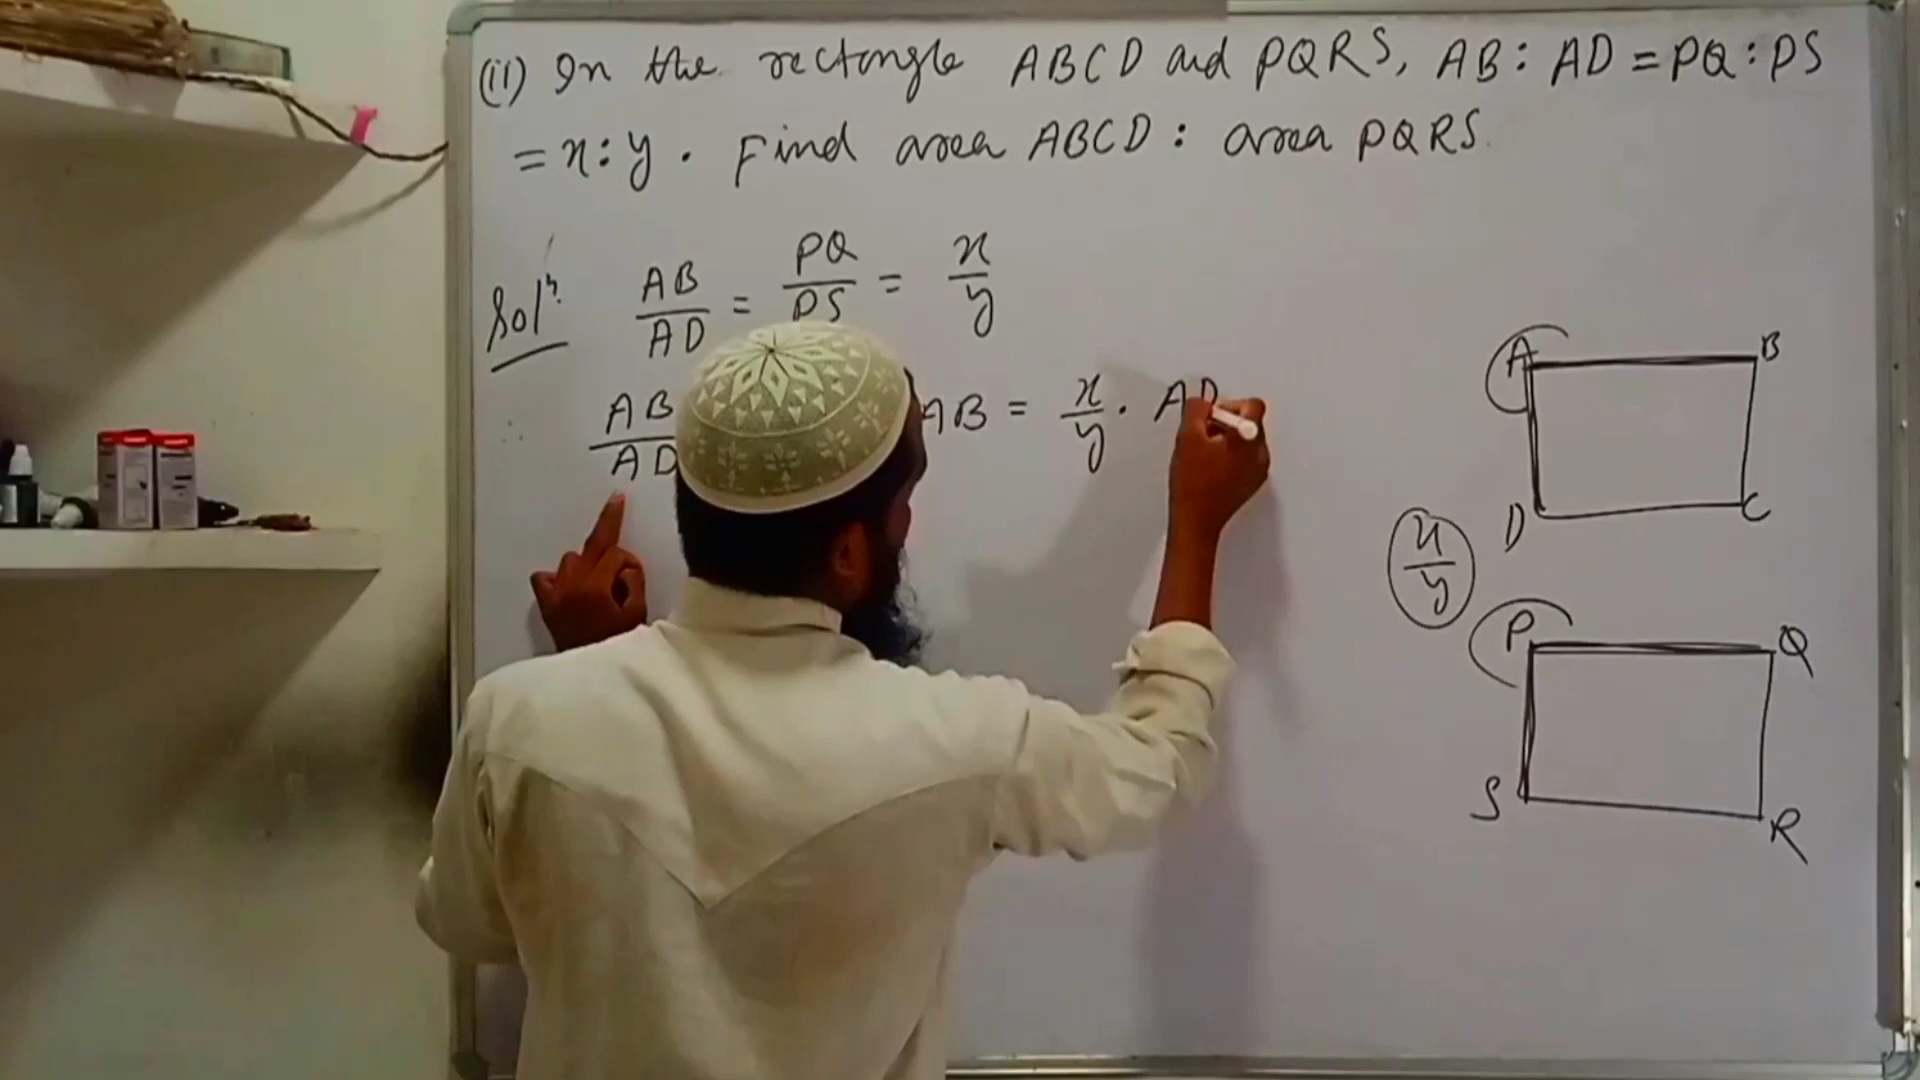 (ii) In the rectangle ABCD and PQRS, AB : AD = PQ : PS
= x : y . Find area ABCD : area PQRS.
Solⁿ. AB/AD = PQ/PS = x/y
∴ AB/AD AB = x/y . AD
A B
D C
x/y
P Q
S R